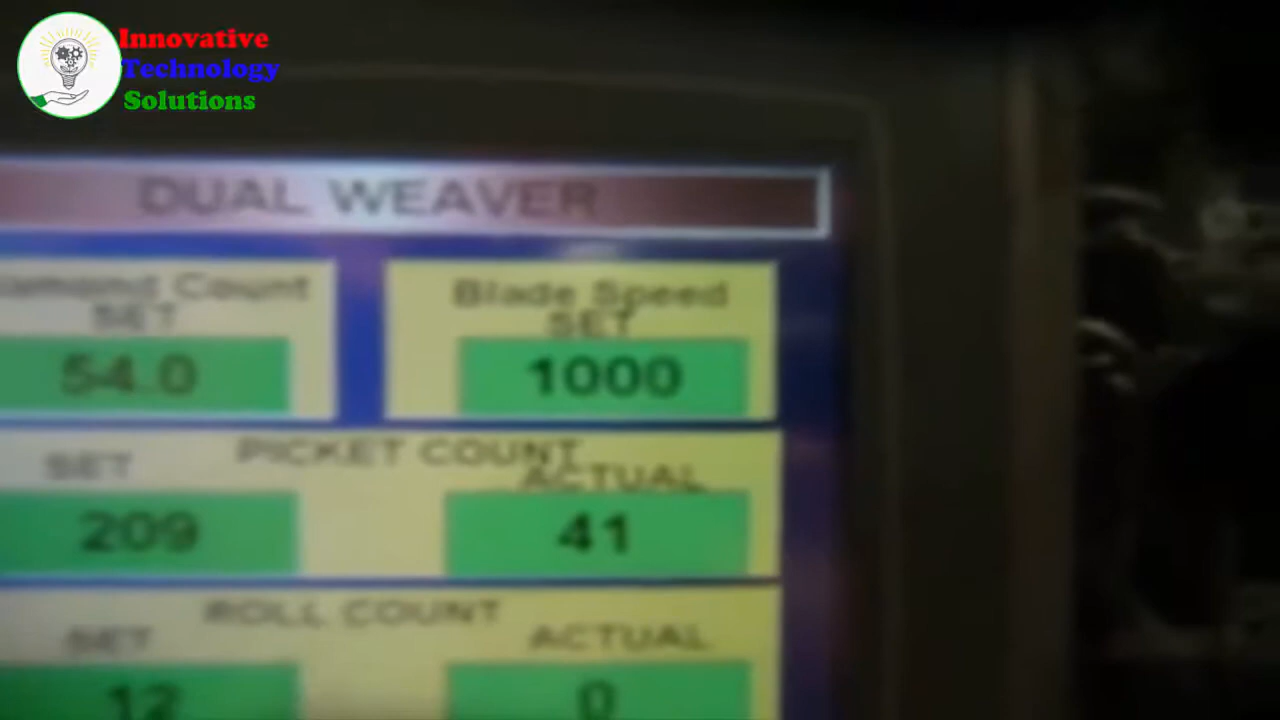 Innovative
Technology
Solutions
DUAL WEAVER
Count
SET
54.0
Blade Speed
SET
1000
PICKET COUNT
SET
ACTUAL
209
41
ROLL COUNT
SET
ACTUAL
12
0